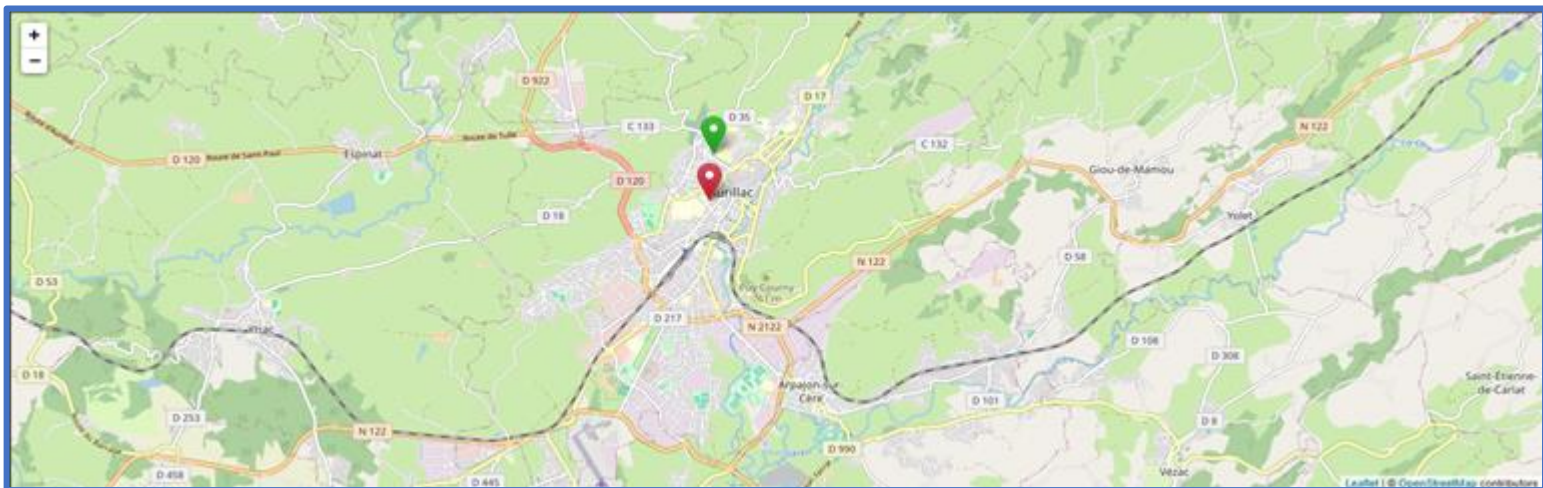 +
−
D 17
D 922
D 35
C 133
N 122
Route de Tulle
C 132
D 120
Route de Saint-Paul
Espinat
Giou-de-Mamou
D 120
D 18
Yolet
N 122
D 58
D 53
Puy Courny
D 217
N 2122
D 108
D 308
D 18
Arpajon-sur-
Cère
Saint-Étienne-
de-Carlat
D 253
D 101
N 122
D 8
D 990
D 458
D 445
Vézac
Leaflet | © OpenStreetMap contributors